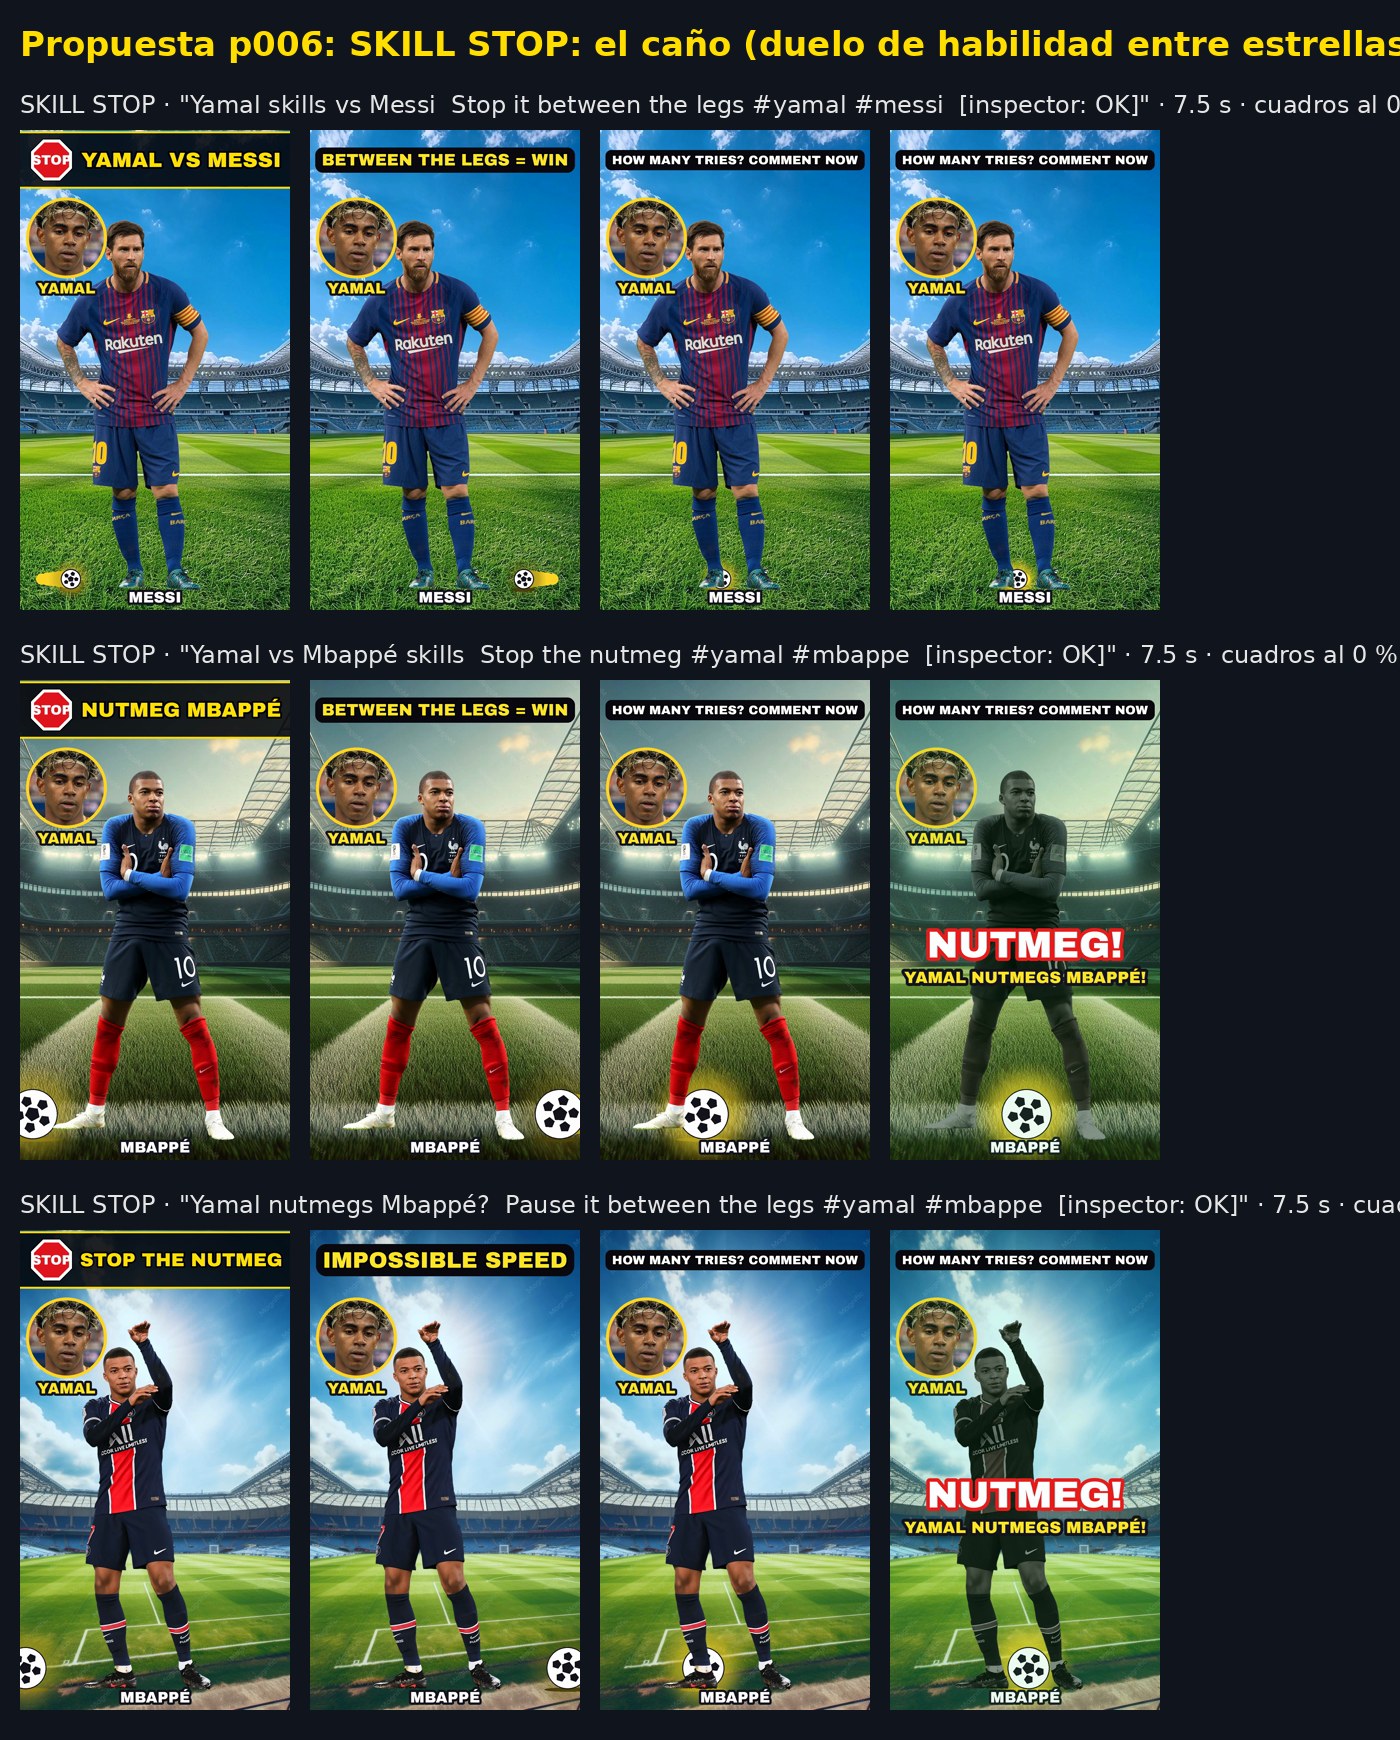 Propuesta p006: SKILL STOP: el caño (duelo de habilidad entre estrellas
SKILL STOP · "Yamal skills vs Messi  Stop it between the legs #yamal #messi  [inspector: OK]" · 7.5 s · cuadros al 0
STOP YAMAL VS MESSI
BETWEEN THE LEGS = WIN
HOW MANY TRIES? COMMENT NOW
HOW MANY TRIES? COMMENT NOW
YAMAL
YAMAL
YAMAL
YAMAL
Rakuten
Rakuten
Rakuten
Rakuten
10
10
10
10
MESSI
MESSI
MESSI
MESSI
SKILL STOP · "Yamal vs Mbappé skills  Stop the nutmeg #yamal #mbappe  [inspector: OK]" · 7.5 s · cuadros al 0 %
STOP NUTMEG MBAPPÉ
BETWEEN THE LEGS = WIN
HOW MANY TRIES? COMMENT NOW
HOW MANY TRIES? COMMENT NOW
YAMAL
YAMAL
YAMAL
YAMAL
NUTMEG!
YAMAL NUTMEGS MBAPPÉ!
10
10
10
MBAPPÉ
MBAPPÉ
MBAPPÉ
MBAPPÉ
SKILL STOP · "Yamal nutmegs Mbappé?  Pause it between the legs #yamal #mbappe  [inspector: OK]" · 7.5 s · cuad
STOP STOP THE NUTMEG
IMPOSSIBLE SPEED
HOW MANY TRIES? COMMENT NOW
HOW MANY TRIES? COMMENT NOW
YAMAL
YAMAL
YAMAL
YAMAL
NUTMEG!
YAMAL NUTMEGS MBAPPÉ!
MBAPPÉ
MBAPPÉ
MBAPPÉ
MBAPPÉ